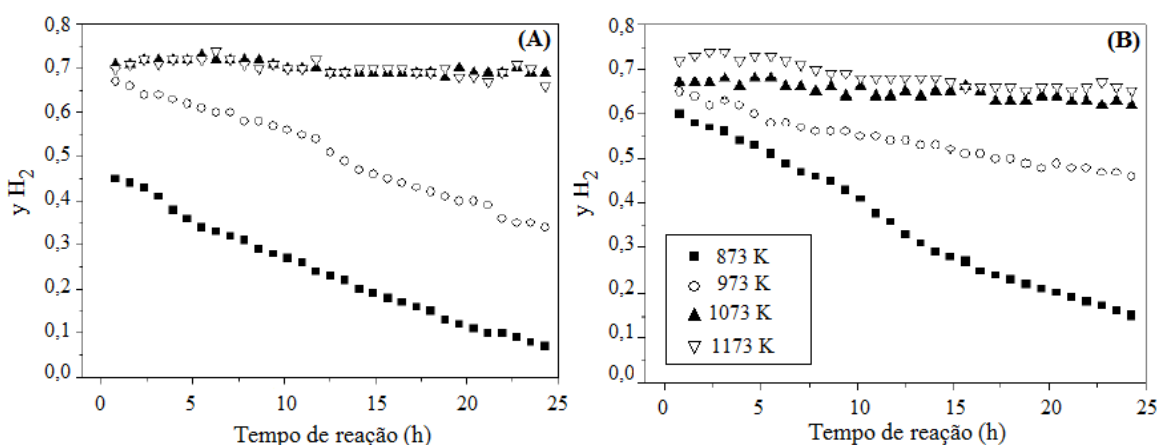 (A)
0,8
0,7
0,6
0,5
0,4
0,3
0,2
0,1
0,0
y H2
0 5 10 15 20 25
Tempo de reação (h)
(B)
0,8
0,7
0,6
0,5
0,4
0,3
0,2
0,1
0,0
y H2
873 K
973 K
1073 K
1173 K
0 5 10 15 20 25
Tempo de reação (h)